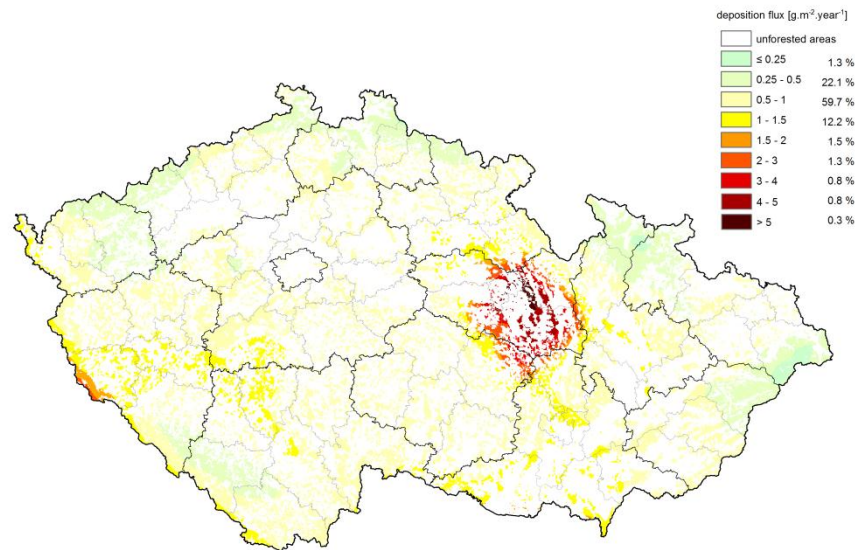 deposition flux [g.m⁻².year⁻¹]
unforested areas
≤ 0.25 1.3 %
0.25 - 0.5 22.1 %
0.5 - 1 59.7 %
1 - 1.5 12.2 %
1.5 - 2 1.5 %
2 - 3 1.3 %
3 - 4 0.8 %
4 - 5 0.8 %
> 5 0.3 %